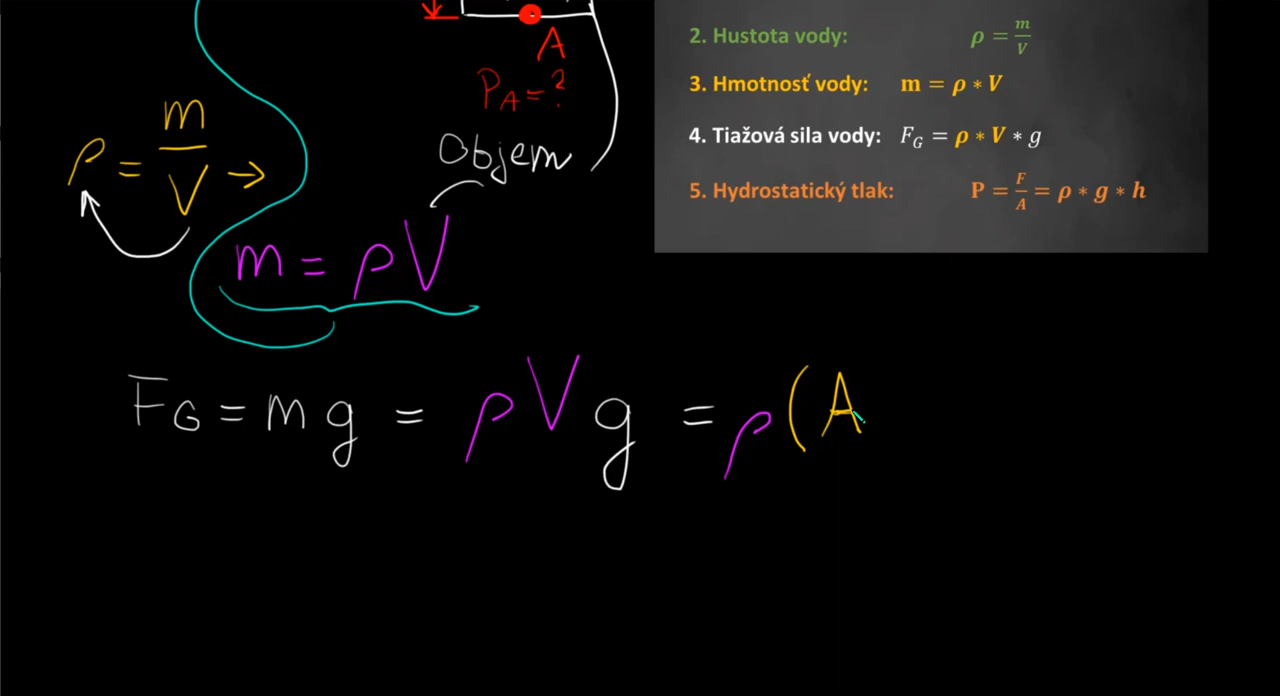 A
P_A = ?
Objem
ρ = m/V →
m = ρV
F_G = mg = ρVg = ρ(A
2. Hustota vody: ρ = m/V
3. Hmotnosť vody: m = ρ * V
4. Tiažová sila vody: F_G = ρ * V * g
5. Hydrostatický tlak: P = F/A = ρ * g * h